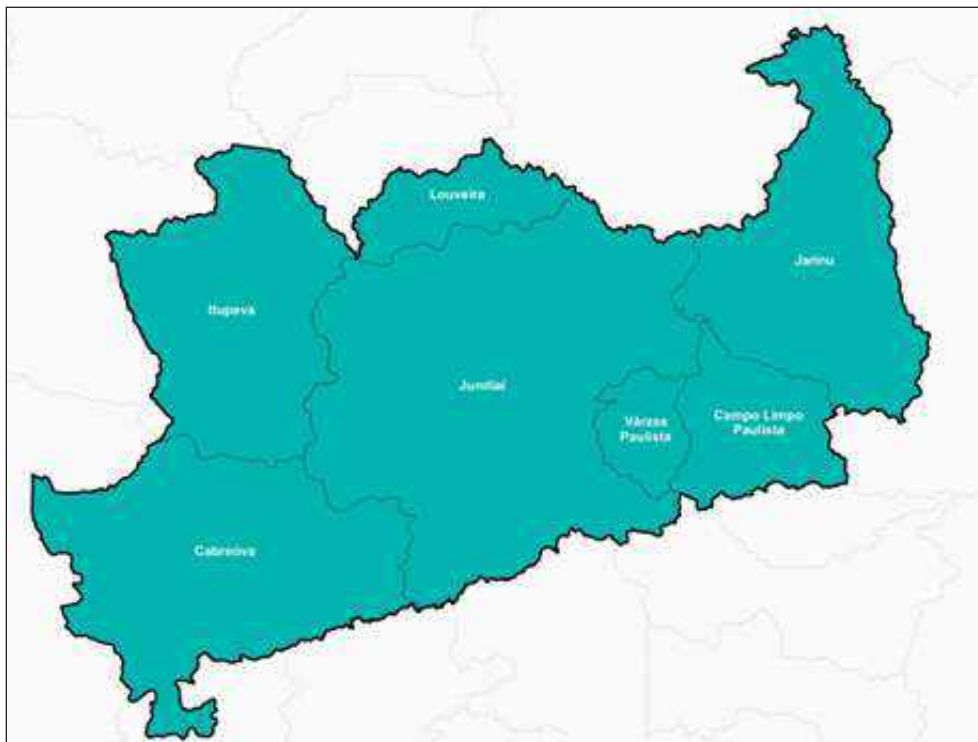 Louveira
Jarinu
Itupeva
Jundiaí
Várzea
Paulista
Campo Limpo
Paulista
Cabreúva